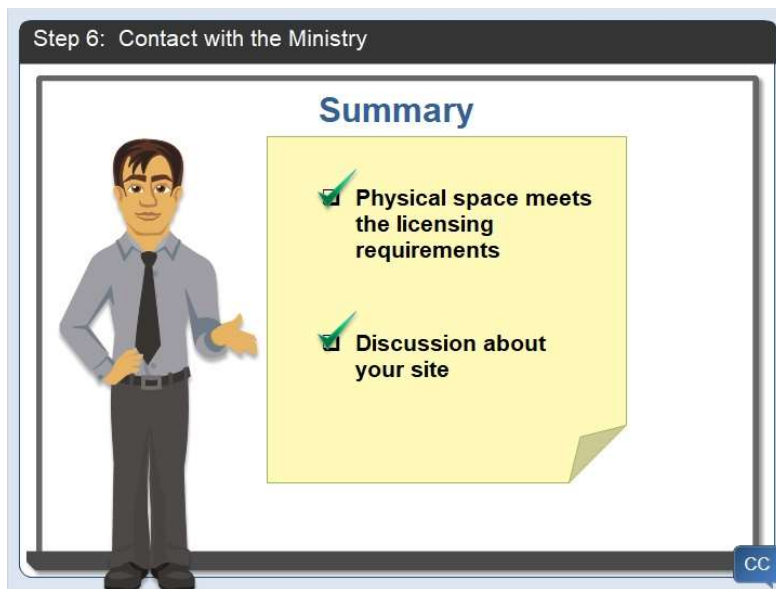 Step 6: Contact with the Ministry
Summary
Physical space meets
the licensing
requirements
Discussion about
your site
CC